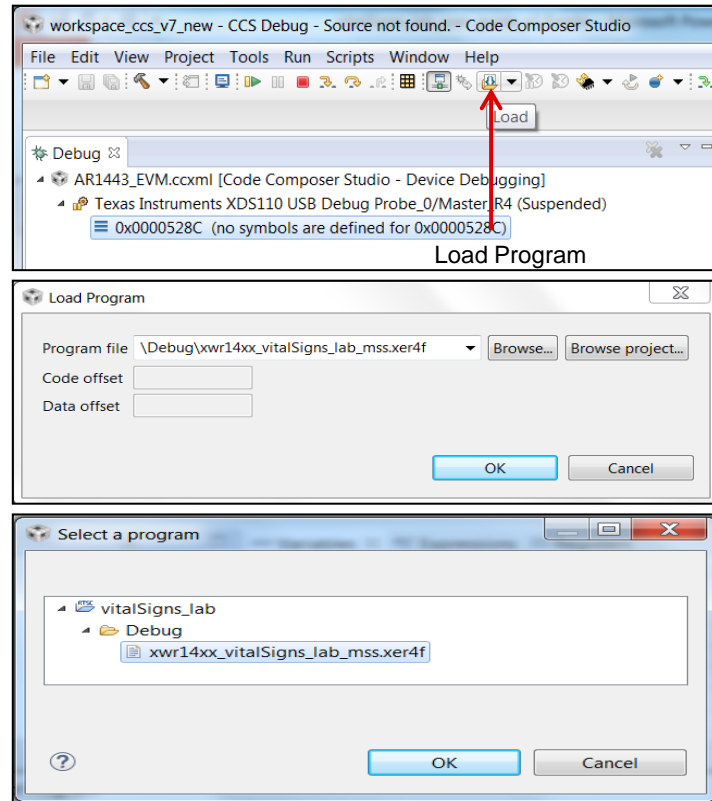 workspace_ccs_v7_new - CCS Debug - Source not found. - Code Composer Studio
File Edit View Project Tools Run Scripts Window Help
Load
Debug
AR1443_EVM.ccxml [Code Composer Studio - Device Debugging]
Texas Instruments XDS110 USB Debug Probe_0/Master_R4 (Suspended)
0x0000528C (no symbols are defined for 0x0000528C)
Load Program
Load Program
Program file \Debug\xwr14xx_vitalSigns_lab_mss.xer4f Browse... Browse project...
Code offset
Data offset
OK Cancel
Select a program
vitalSigns_lab
Debug
xwr14xx_vitalSigns_lab_mss.xer4f
? OK Cancel